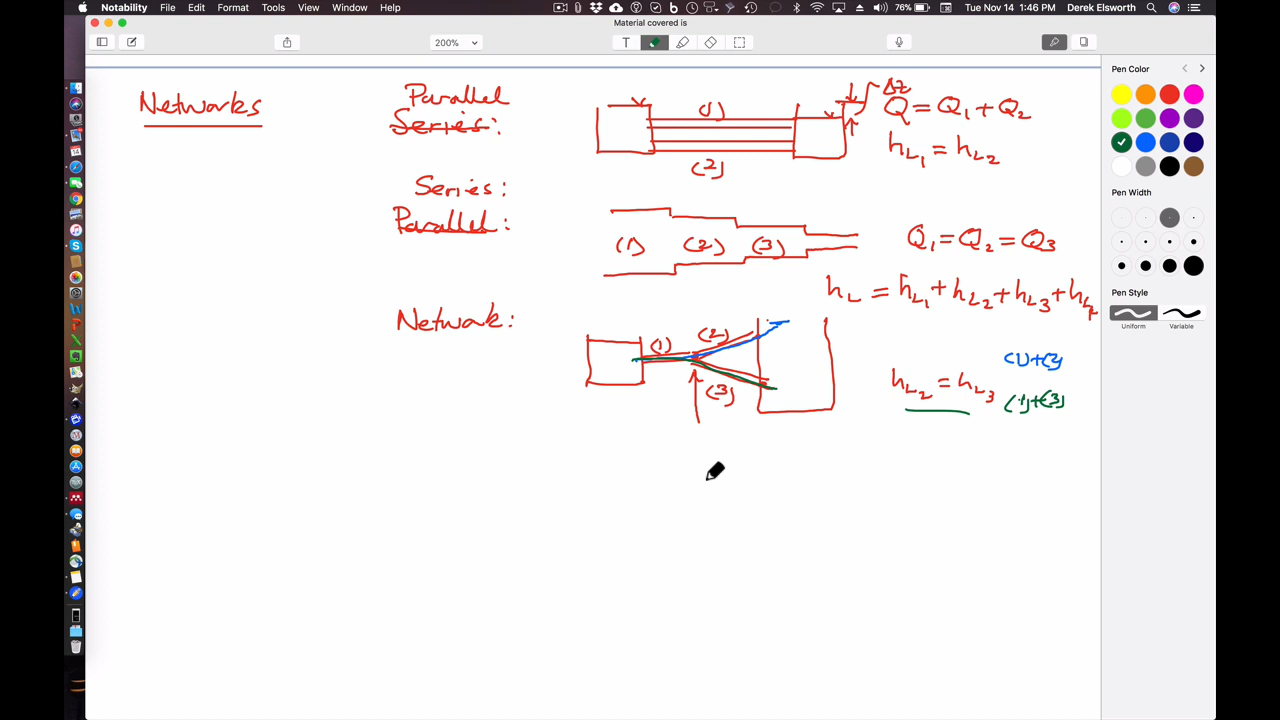 Notability File Edit View Tools Window Help 76% Tue Nov 14 1:46 PM Derek Elsworth
Material covered is
200%
T
Pen Color
Pen Width
Pen Style
Uniform Variable
Networks
Parallel
Series:
(1)
(2)
Δz
Q = Q₁ + Q₂
hL₁ = hL₂
Series:
Parallel:
(1) (2) (3)
Q₁ = Q₂ = Q₃
hL = hL₁ + hL₂ + hL₃ + hL₄
Network:
(1) (2)
(3)
hL₂ = hL₃
(1)+(2)
(1)+(3)